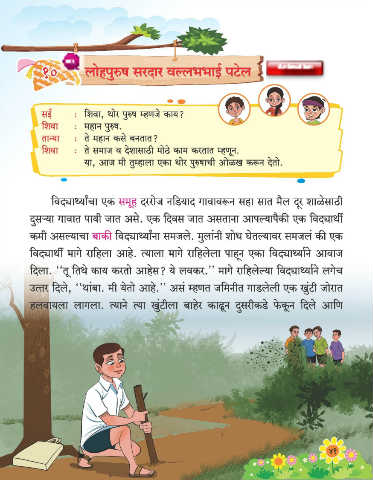 १०
लोहपुरुष सरदार वल्लभभाई पटेल
सई : शिवा, थोर पुरुष म्हणजे काय?
शिवा : महान पुरुष.
तान्या : ते महान कसे बनतात?
शिवा : ते समाज व देशासाठी मोठे काम करतात म्हणून.
या, आज मी तुम्हाला एका थोर पुरुषाची ओळख करून देतो.
विद्यार्थ्यांचा एक समूह दररोज नडियाद गावावरून सहा सात मैल दूर शाळेसाठी
दुसऱ्या गावात पायी जात असे. एक दिवस जात असताना आपल्यापैकी एक विद्यार्थी
कमी असल्याचा बाकी विद्यार्थ्यांना समजले. मुलांनी शोध घेतल्यावर समजलं की एक
विद्यार्थी मागे राहिला आहे. त्याला मागे राहिलेला पाहून एका विद्यार्थ्याने आवाज
दिला. ‘‘तू तिथे काय करतो आहेस? ये लवकर.’’ मागे राहिलेल्या विद्यार्थ्याने लगेच
उत्तर दिले, ‘‘थांबा. मी येतो आहे.’’ असं म्हणत जमिनीत गाडलेली एक खुंटी जोरात
हलवायला लागला. त्याने त्या खुंटीला बाहेर काढून दुसरीकडे फेकून दिले आणि